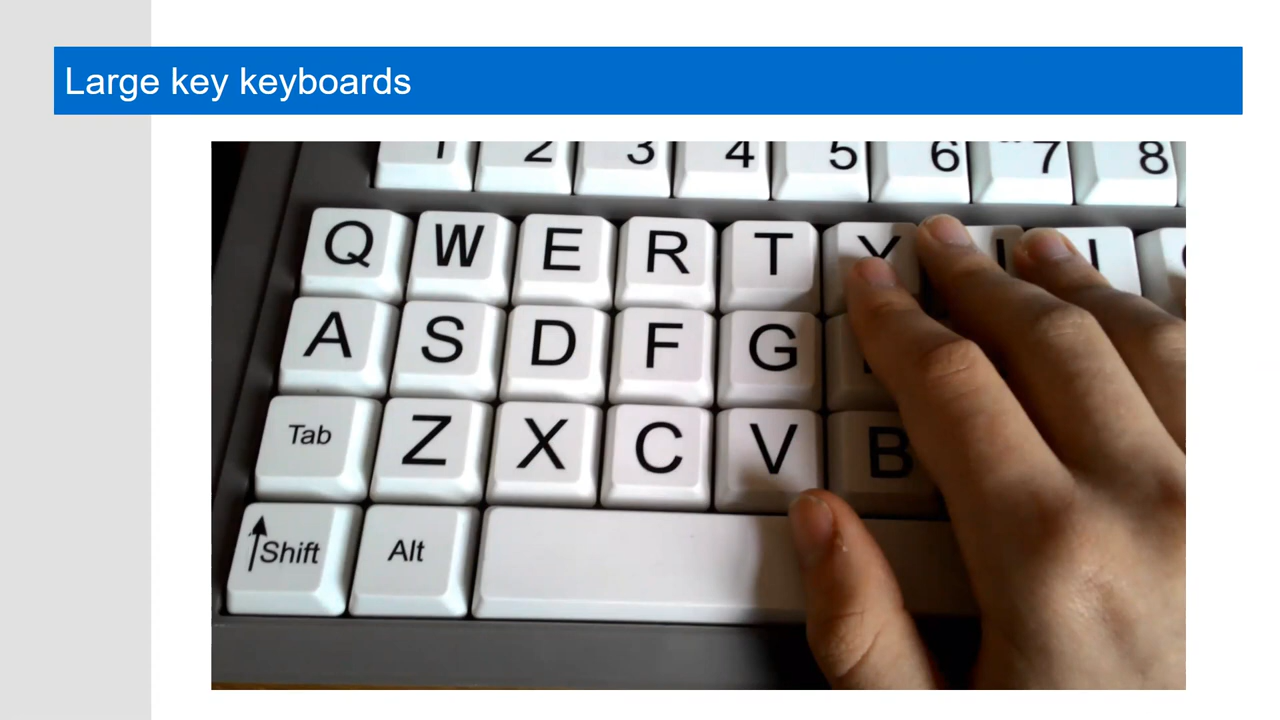 Large key keyboards
1 2 3 4 5 6 7 8
Q W E R T Y
A S D F G
Tab Z X C V B
Shift Alt